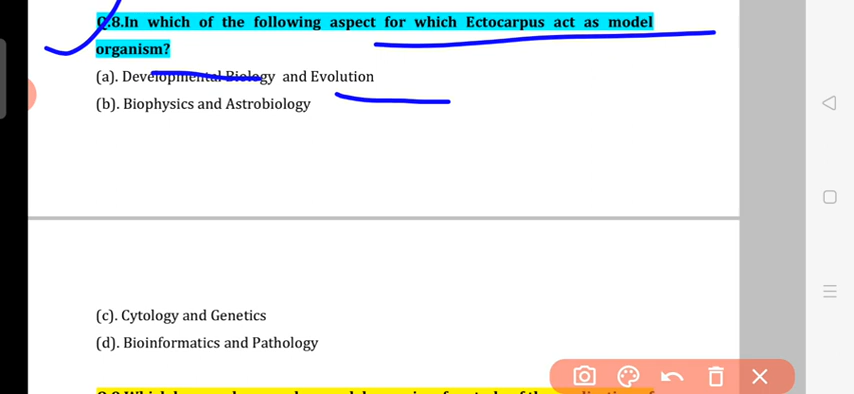 Q.8.In which of the following aspect for which Ectocarpus act as model
organism?
(a). Developmental Biology and Evolution
(b). Biophysics and Astrobiology
(c). Cytology and Genetics
(d). Bioinformatics and Pathology